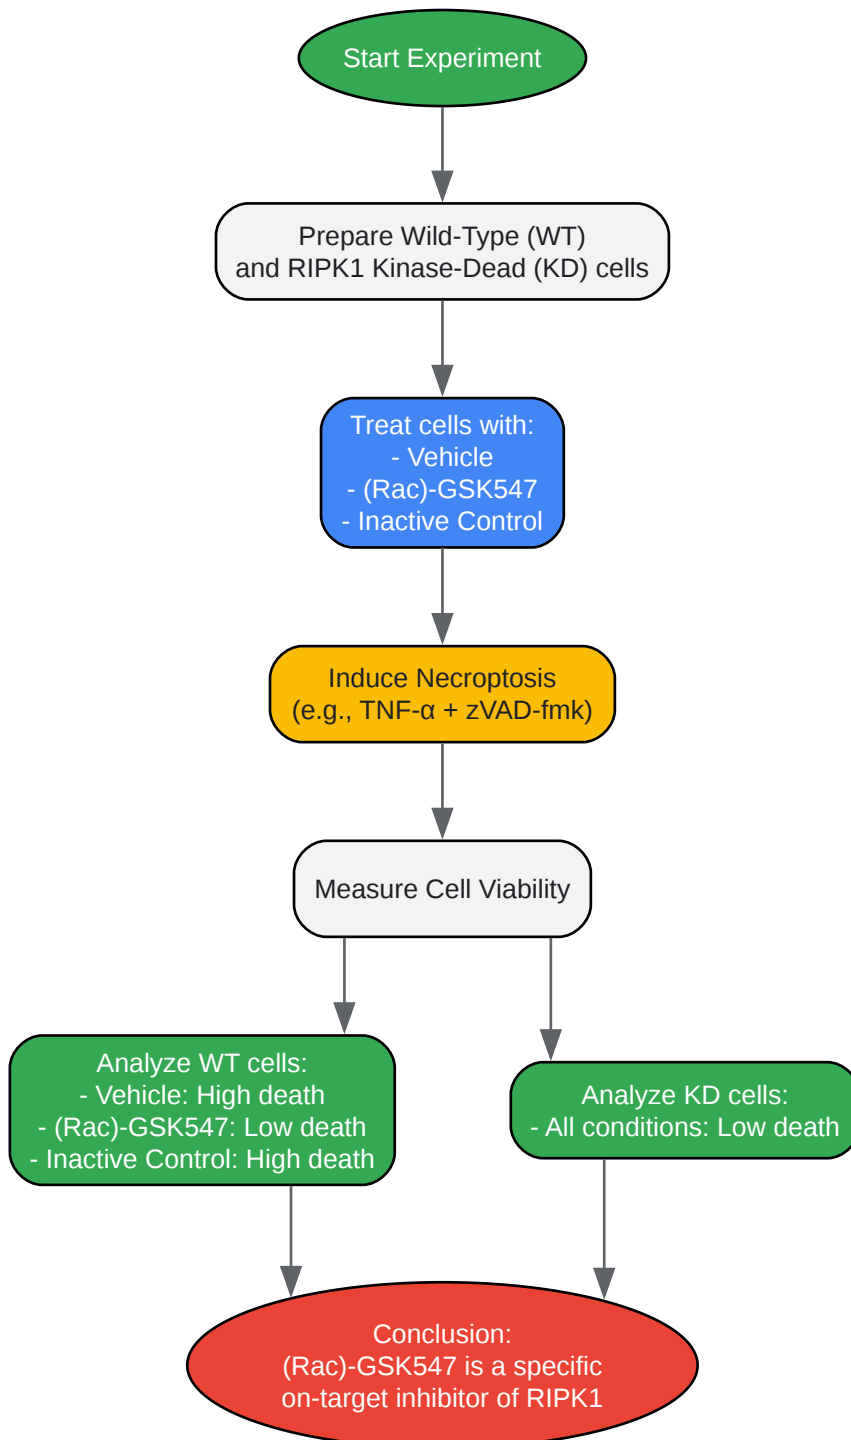 Start Experiment
Prepare Wild-Type (WT)
and RIPK1 Kinase-Dead (KD) cells
Treat cells with:
- Vehicle
- (Rac)-GSK547
- Inactive Control
Induce Necroptosis
(e.g., TNF-α + zVAD-fmk)
Measure Cell Viability
Analyze WT cells:
- Vehicle: High death
- (Rac)-GSK547: Low death
- Inactive Control: High death
Analyze KD cells:
- All conditions: Low death
Conclusion:
(Rac)-GSK547 is a specific
on-target inhibitor of RIPK1